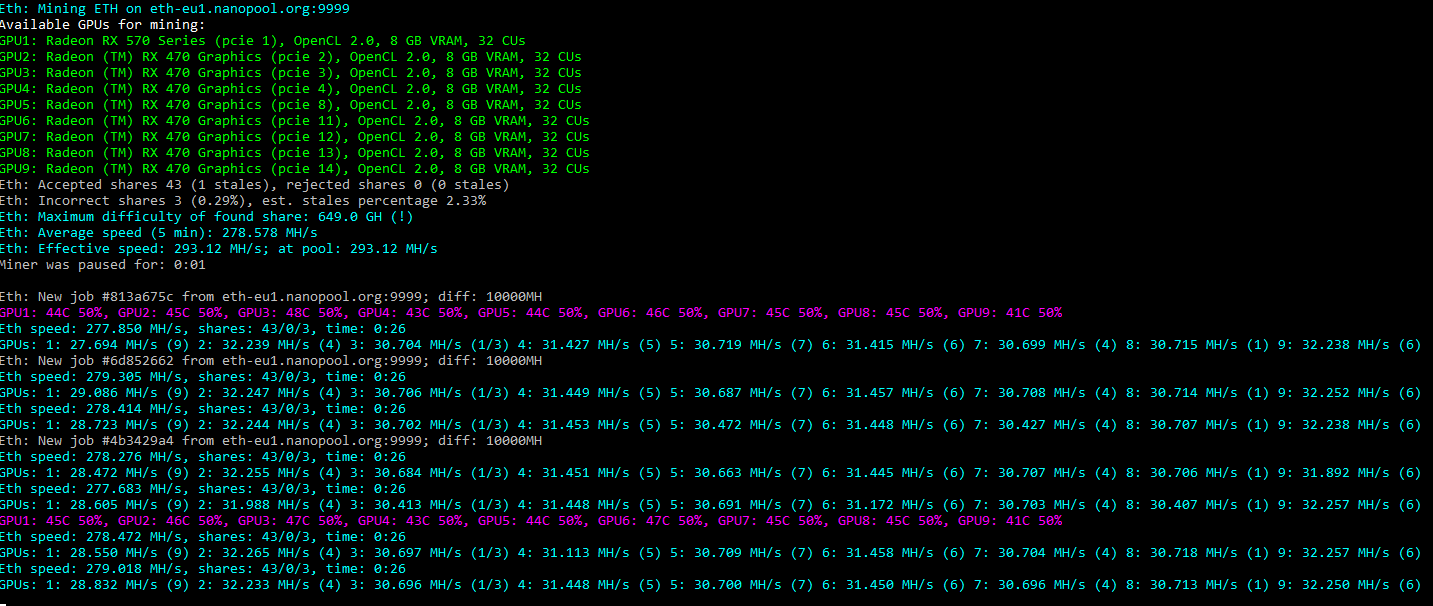 Eth: Mining ETH on eth-eu1.nanopool.org:9999
Available GPUs for mining:
GPU1: Radeon RX 570 Series (pcie 1), OpenCL 2.0, 8 GB VRAM, 32 CUs
GPU2: Radeon (TM) RX 470 Graphics (pcie 2), OpenCL 2.0, 8 GB VRAM, 32 CUs
GPU3: Radeon (TM) RX 470 Graphics (pcie 3), OpenCL 2.0, 8 GB VRAM, 32 CUs
GPU4: Radeon (TM) RX 470 Graphics (pcie 4), OpenCL 2.0, 8 GB VRAM, 32 CUs
GPU5: Radeon (TM) RX 470 Graphics (pcie 8), OpenCL 2.0, 8 GB VRAM, 32 CUs
GPU6: Radeon (TM) RX 470 Graphics (pcie 11), OpenCL 2.0, 8 GB VRAM, 32 CUs
GPU7: Radeon (TM) RX 470 Graphics (pcie 12), OpenCL 2.0, 8 GB VRAM, 32 CUs
GPU8: Radeon (TM) RX 470 Graphics (pcie 13), OpenCL 2.0, 8 GB VRAM, 32 CUs
GPU9: Radeon (TM) RX 470 Graphics (pcie 14), OpenCL 2.0, 8 GB VRAM, 32 CUs
Eth: Accepted shares 43 (1 stales), rejected shares 0 (0 stales)
Eth: Incorrect shares 3 (0.29%), est. stales percentage 2.33%
Eth: Maximum difficulty of found share: 649.0 GH (!)
Eth: Average speed (5 min): 278.578 MH/s
Eth: Effective speed: 293.12 MH/s; at pool: 293.12 MH/s
Miner was paused for: 0:01
Eth: New job #813a675c from eth-eu1.nanopool.org:9999; diff: 10000MH
GPU1: 44C 50%, GPU2: 45C 50%, GPU3: 48C 50%, GPU4: 43C 50%, GPU5: 44C 50%, GPU6: 46C 50%, GPU7: 45C 50%, GPU8: 45C 50%, GPU9: 41C 50%
Eth speed: 277.850 MH/s, shares: 43/0/3, time: 0:26
GPUs: 1: 27.694 MH/s (9) 2: 32.239 MH/s (4) 3: 30.704 MH/s (1/3) 4: 31.427 MH/s (5) 5: 30.719 MH/s (7) 6: 31.415 MH/s (6) 7: 30.699 MH/s (4) 8: 30.715 MH/s (1) 9: 32.238 MH/s (6)
Eth: New job #6d852662 from eth-eu1.nanopool.org:9999; diff: 10000MH
Eth speed: 279.305 MH/s, shares: 43/0/3, time: 0:26
GPUs: 1: 29.086 MH/s (9) 2: 32.247 MH/s (4) 3: 30.706 MH/s (1/3) 4: 31.449 MH/s (5) 5: 30.687 MH/s (7) 6: 31.457 MH/s (6) 7: 30.708 MH/s (4) 8: 30.714 MH/s (1) 9: 32.252 MH/s (6)
Eth speed: 278.414 MH/s, shares: 43/0/3, time: 0:26
GPUs: 1: 28.723 MH/s (9) 2: 32.244 MH/s (4) 3: 30.702 MH/s (1/3) 4: 31.453 MH/s (5) 5: 30.472 MH/s (7) 6: 31.448 MH/s (6) 7: 30.427 MH/s (4) 8: 30.707 MH/s (1) 9: 32.238 MH/s (6)
Eth: New job #4b3429a4 from eth-eu1.nanopool.org:9999; diff: 10000MH
Eth speed: 278.276 MH/s, shares: 43/0/3, time: 0:26
GPUs: 1: 28.472 MH/s (9) 2: 32.255 MH/s (4) 3: 30.684 MH/s (1/3) 4: 31.451 MH/s (5) 5: 30.663 MH/s (7) 6: 31.445 MH/s (6) 7: 30.707 MH/s (4) 8: 30.706 MH/s (1) 9: 31.892 MH/s (6)
Eth speed: 277.683 MH/s, shares: 43/0/3, time: 0:26
GPUs: 1: 28.605 MH/s (9) 2: 31.988 MH/s (4) 3: 30.413 MH/s (1/3) 4: 31.448 MH/s (5) 5: 30.691 MH/s (7) 6: 31.172 MH/s (6) 7: 30.703 MH/s (4) 8: 30.407 MH/s (1) 9: 32.257 MH/s (6)
GPU1: 45C 50%, GPU2: 46C 50%, GPU3: 47C 50%, GPU4: 43C 50%, GPU5: 44C 50%, GPU6: 47C 50%, GPU7: 45C 50%, GPU8: 45C 50%, GPU9: 41C 50%
Eth speed: 278.472 MH/s, shares: 43/0/3, time: 0:26
GPUs: 1: 28.550 MH/s (9) 2: 32.265 MH/s (4) 3: 30.697 MH/s (1/3) 4: 31.113 MH/s (5) 5: 30.709 MH/s (7) 6: 31.458 MH/s (6) 7: 30.704 MH/s (4) 8: 30.718 MH/s (1) 9: 32.257 MH/s (6)
Eth speed: 279.018 MH/s, shares: 43/0/3, time: 0:26
GPUs: 1: 28.832 MH/s (9) 2: 32.233 MH/s (4) 3: 30.696 MH/s (1/3) 4: 31.448 MH/s (5) 5: 30.700 MH/s (7) 6: 31.450 MH/s (6) 7: 30.696 MH/s (4) 8: 30.713 MH/s (1) 9: 32.250 MH/s (6)